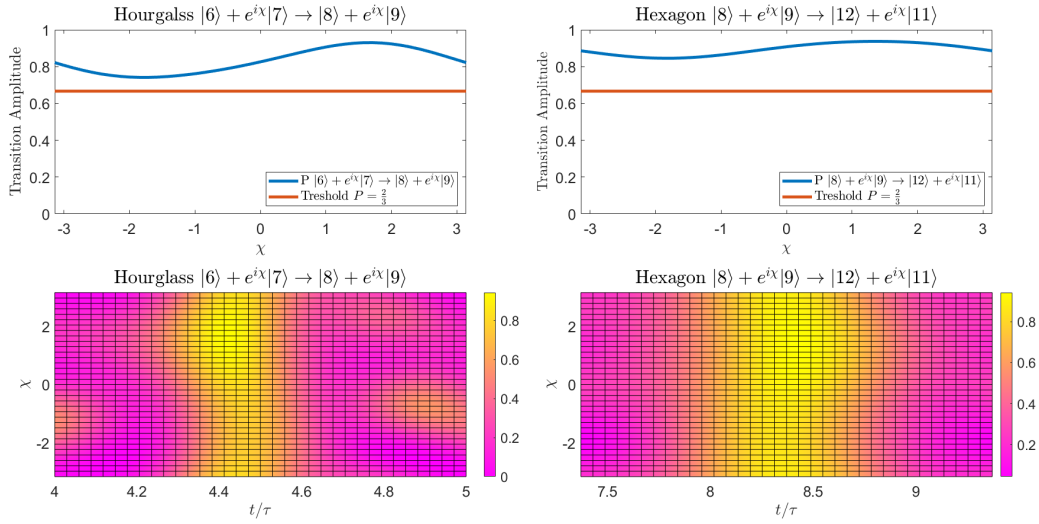 Hourgalss |6⟩ + e^{iχ}|7⟩ → |8⟩ + e^{iχ}|9⟩
Transition Amplitude
1
0.8
0.6
0.4
0.2
0
-3 -2 -1 0 1 2 3
χ
P |6⟩ + e^{iχ}|7⟩ → |8⟩ + e^{iχ}|9⟩
Treshold P = 2/3
Hexagon |8⟩ + e^{iχ}|9⟩ → |12⟩ + e^{iχ}|11⟩
Transition Amplitude
1
0.8
0.6
0.4
0.2
0
-3 -2 -1 0 1 2 3
χ
P |8⟩ + e^{iχ}|9⟩ → |12⟩ + e^{iχ}|11⟩
Treshold P = 2/3
Hourglass |6⟩ + e^{iχ}|7⟩ → |8⟩ + e^{iχ}|9⟩
χ
2
0
-2
4 4.2 4.4 4.6 4.8 5
t/τ
0.8
0.6
0.4
0.2
0
Hexagon |8⟩ + e^{iχ}|9⟩ → |12⟩ + e^{iχ}|11⟩
χ
2
0
-2
7.5 8 8.5 9
t/τ
0.8
0.6
0.4
0.2